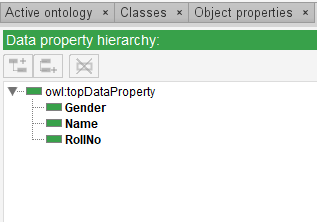 Active ontology × Classes × Object properties ×
Data property hierarchy:
owl:topDataProperty
Gender
Name
RollNo